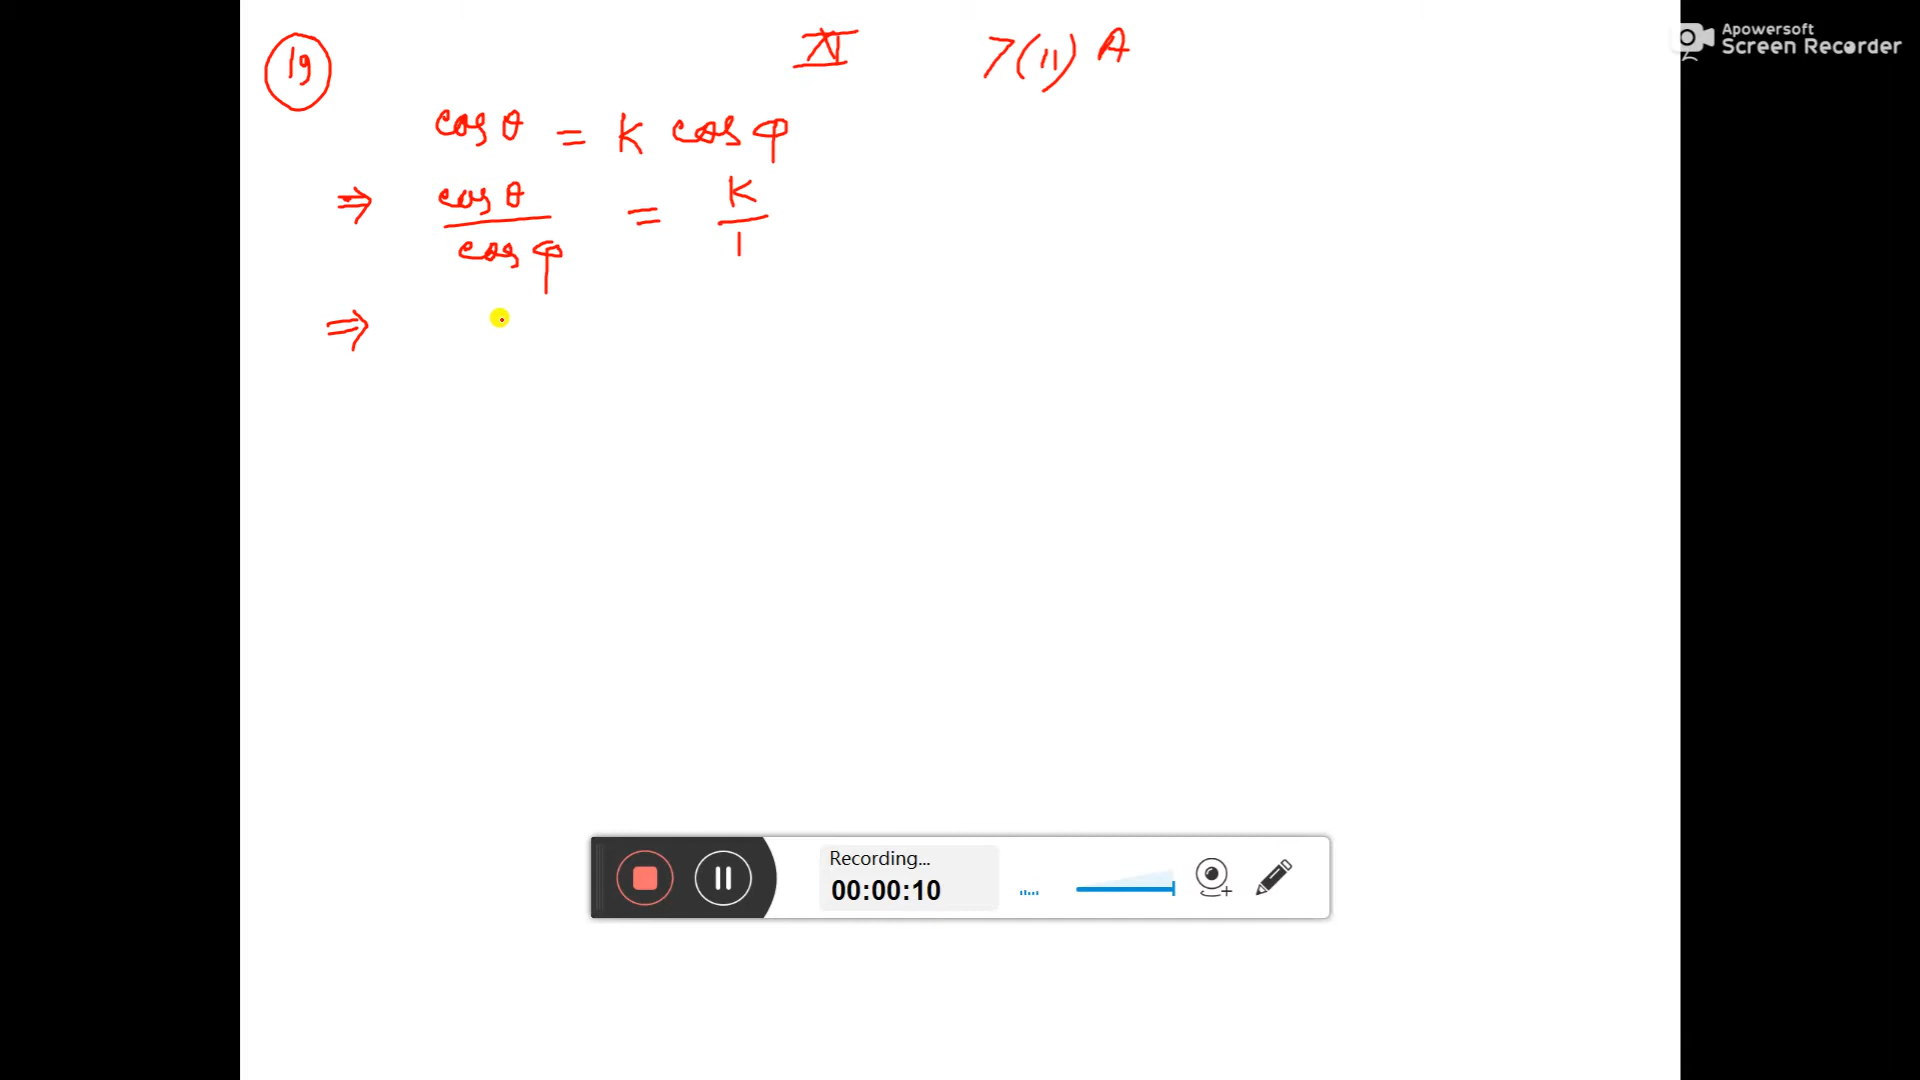 19 XI 7(11) A
cos θ = K cos φ
⇒ cos θ / cos φ = K / 1
⇒
Apowersoft
Screen Recorder
Recording...
00:00:10